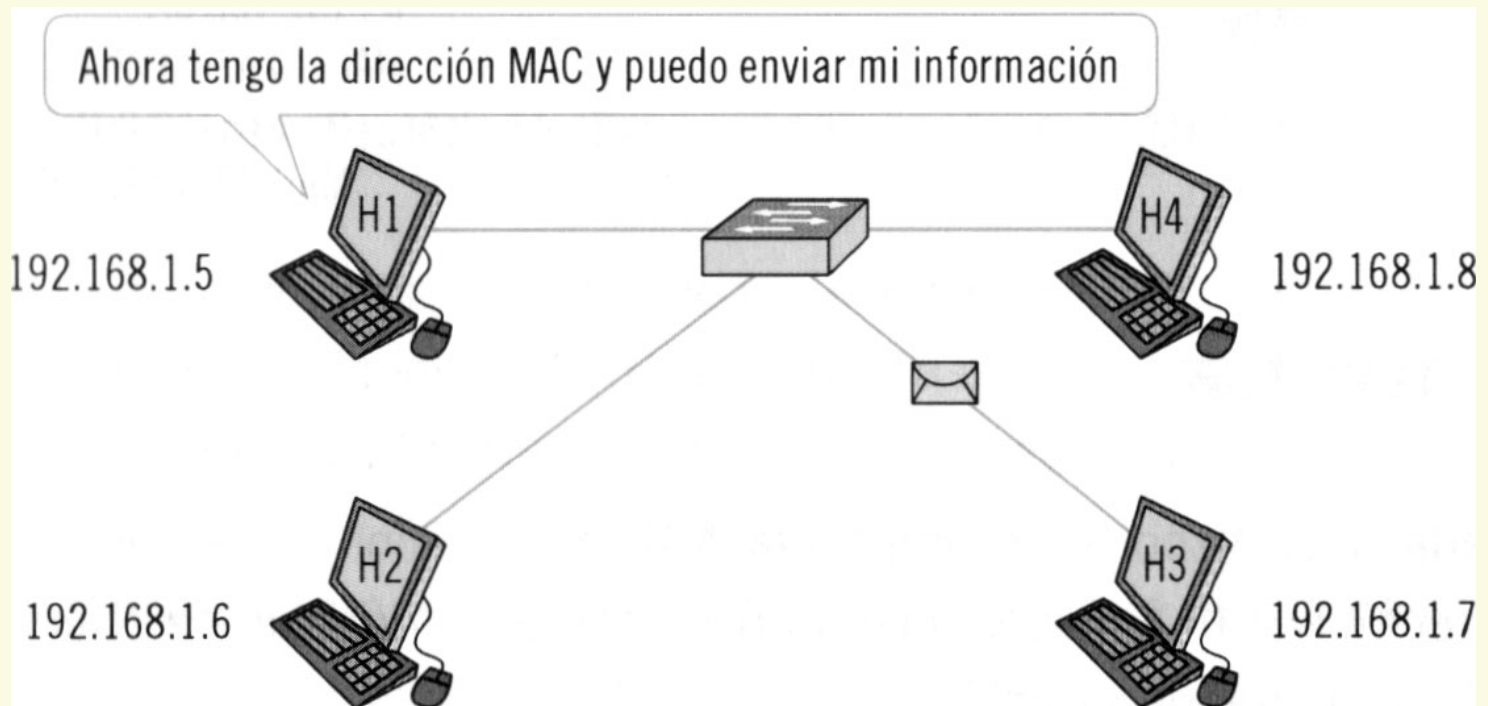 Ahora tengo la dirección MAC y puedo enviar mi información
H1
H4
192.168.1.5
192.168.1.8
H2
H3
192.168.1.6
192.168.1.7